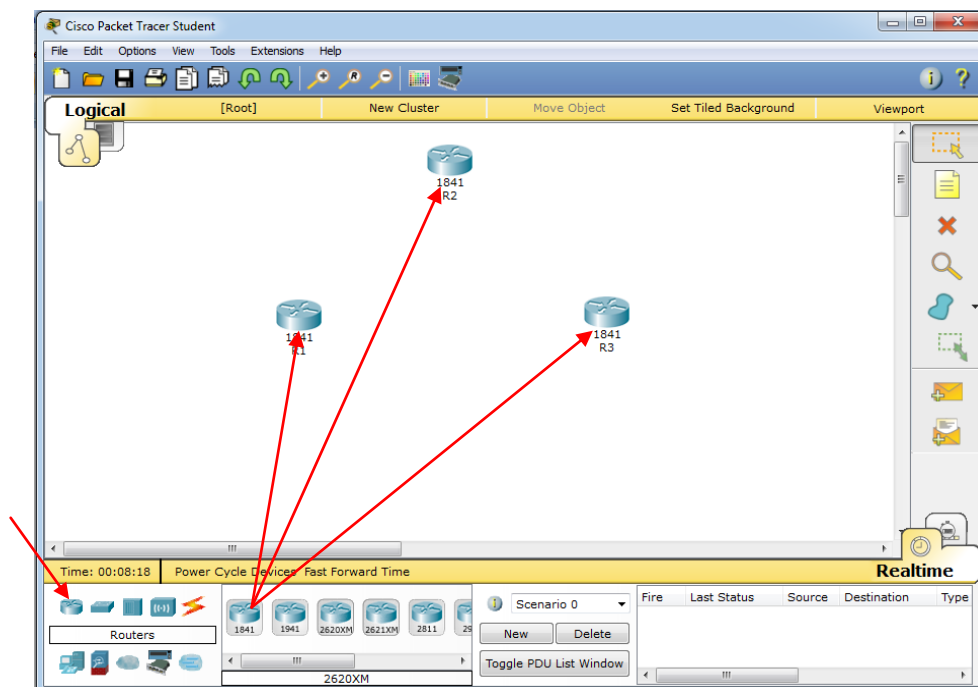 Cisco Packet Tracer Student
File Edit Options View Tools Extensions Help
Logical [Root] New Cluster Move Object Set Tiled Background Viewport
1841
R2
1841
R1
1841
R3
Time: 00:08:18 Power Cycle Devices Fast Forward Time Realtime
Routers
1841 1941 2620XM 2621XM 2811 29
2620XM
Scenario 0
New Delete
Toggle PDU List Window
Fire Last Status Source Destination Type